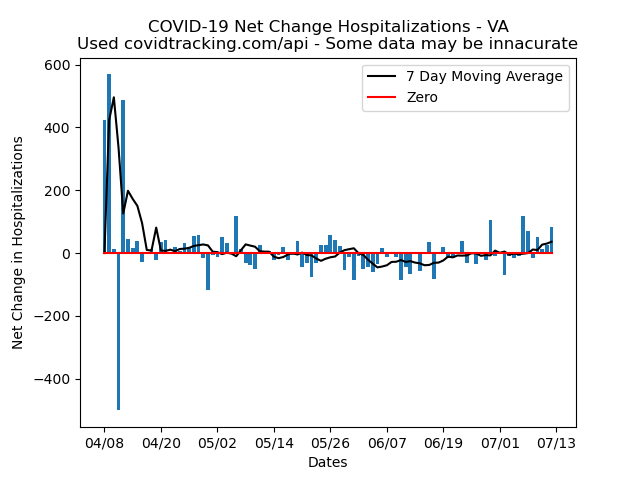 COVID-19 Net Change Hospitalizations - VA
Used covidtracking.com/api - Some data may be innacurate
7 Day Moving Average
Zero
Net Change in Hospitalizations
600
400
200
0
−200
−400
04/08 04/20 05/02 05/14 05/26 06/07 06/19 07/01 07/13
Dates